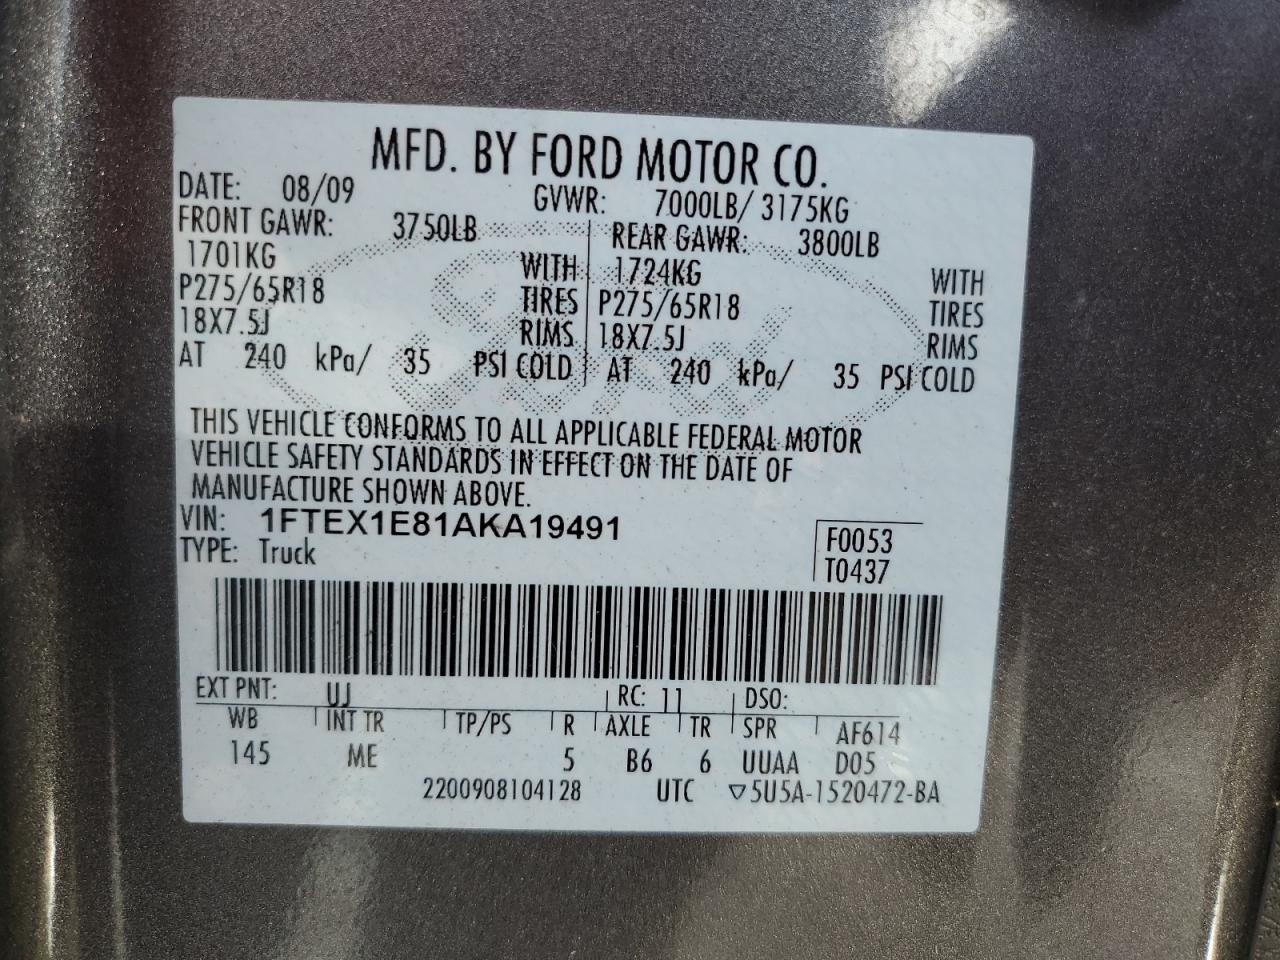 MFD. BY FORD MOTOR CO.
DATE: 08/09 GVWR: 7000LB/ 3175KG
FRONT GAWR: 3750LB REAR GAWR: 3800LB
1701KG WITH 1724KG WITH
P275/65R18 TIRES P275/65R18 TIRES
18X7.5J RIMS 18X7.5J RIMS
AT 240 kPa/ 35 PSI COLD AT 240 kPa/ 35 PSI COLD
Ford
THIS VEHICLE CONFORMS TO ALL APPLICABLE FEDERAL MOTOR
VEHICLE SAFETY STANDARDS IN EFFECT ON THE DATE OF
MANUFACTURE SHOWN ABOVE.
VIN: 1FTEX1E81AKA19491 F0053
TYPE: Truck T0437
EXT PNT: UJ RC: 11 DSO:
WB INT TR TP/PS R AXLE TR SPR AF614
145 ME 5 B6 6 UUAA D05
2200908104128 UTC ▽5U5A-1520472-BA